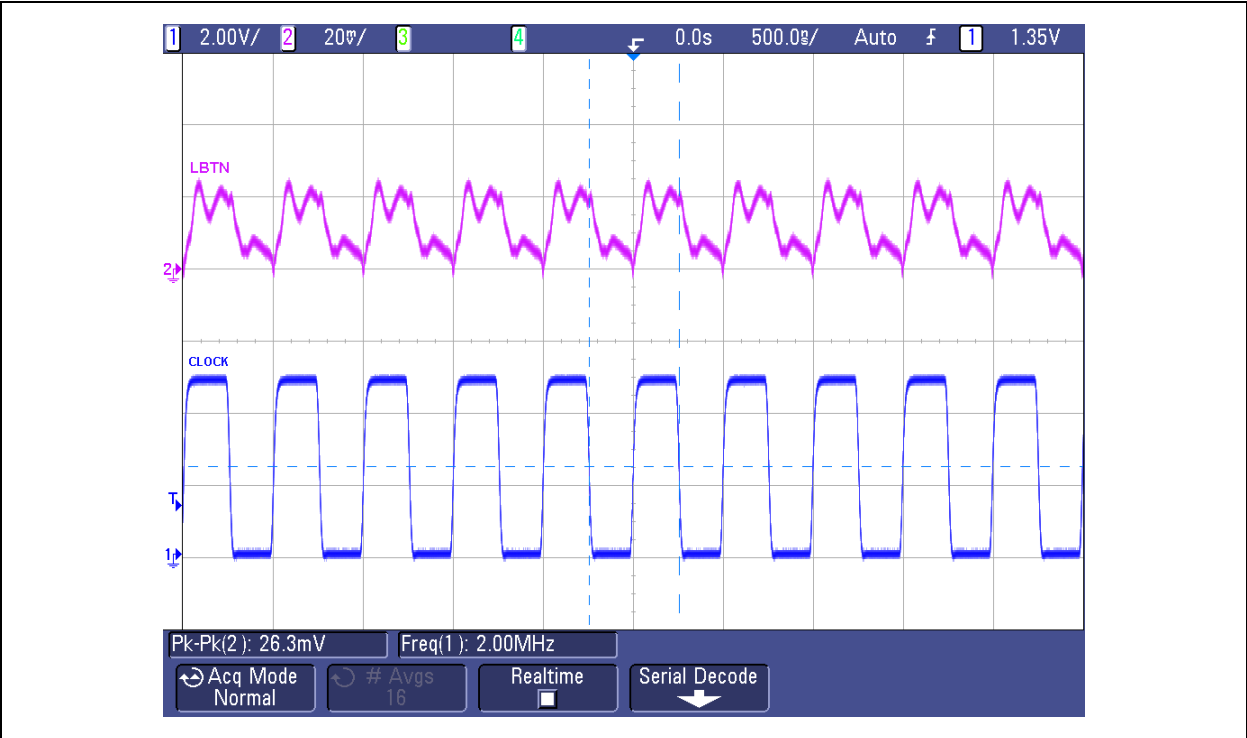 1 2.00V/ 2 20mV/ 3 4 0.0s 500.0ns/ Auto 1 1.35V
LBTN
2
CLOCK
T
1
Pk-Pk(2): 26.3mV Freq(1): 2.00MHz
Acq Mode # Avgs Realtime Serial Decode
Normal 16